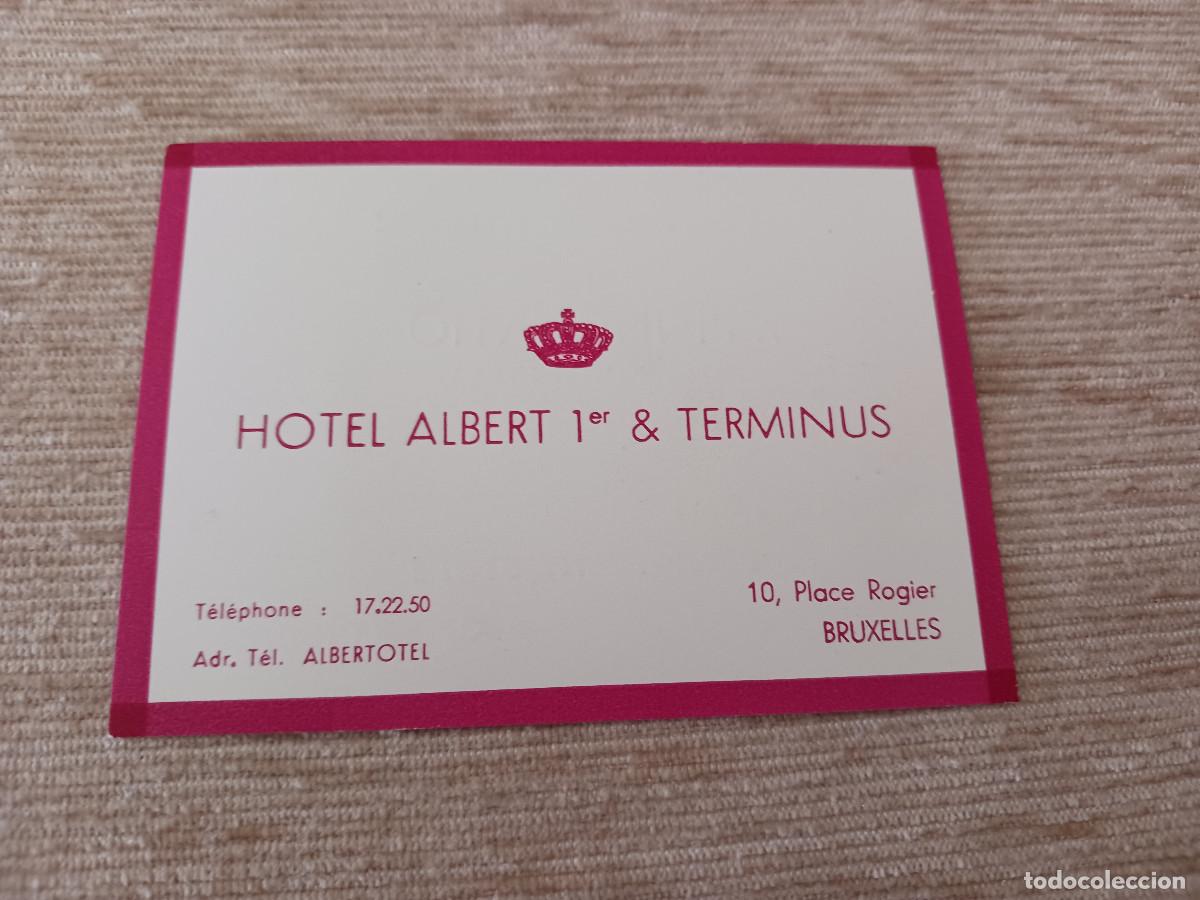 HOTEL ALBERT 1er & TERMINUS
Téléphone : 17.22.50
Adr. Tél. ALBERTOTEL
10, Place Rogier
BRUXELLES
todocoleccion